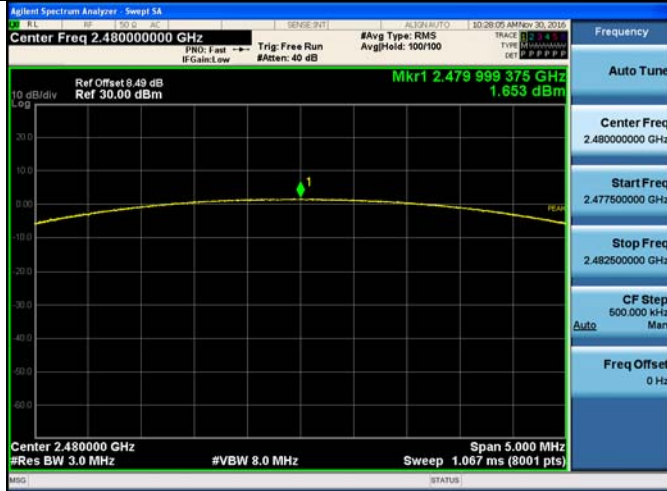 Agilent Spectrum Analyzer - Swept SA
RL RF 50 Ω AC SENSE:INT ALIGN AUTO 10:28:05 AM Nov 30, 2016
Center Freq 2.480000000 GHz
PNO: Fast
IFGain:Low
Trig: Free Run
#Atten: 40 dB
#Avg Type: RMS
Avg|Hold: 100/100
TRACE 1 2 3 4 5 6
TYPE M
DET P P P P P P
Mkr1 2.479 999 375 GHz
1.653 dBm
Ref Offset 8.49 dB
Ref 30.00 dBm
10 dB/div
Log
20.0
10.0
0.00
-10.0
-20.0
-30.0
-40.0
-50.0
-60.0
1
PEAK
Center 2.480000 GHz
#Res BW 3.0 MHz
#VBW 8.0 MHz
Span 5.000 MHz
Sweep 1.067 ms (8001 pts)
MSG
STATUS
Frequency
Auto Tune
Center Freq
2.480000000 GHz
Start Freq
2.477500000 GHz
Stop Freq
2.482500000 GHz
CF Step
500.000 kHz
Auto Man
Freq Offset
0 Hz